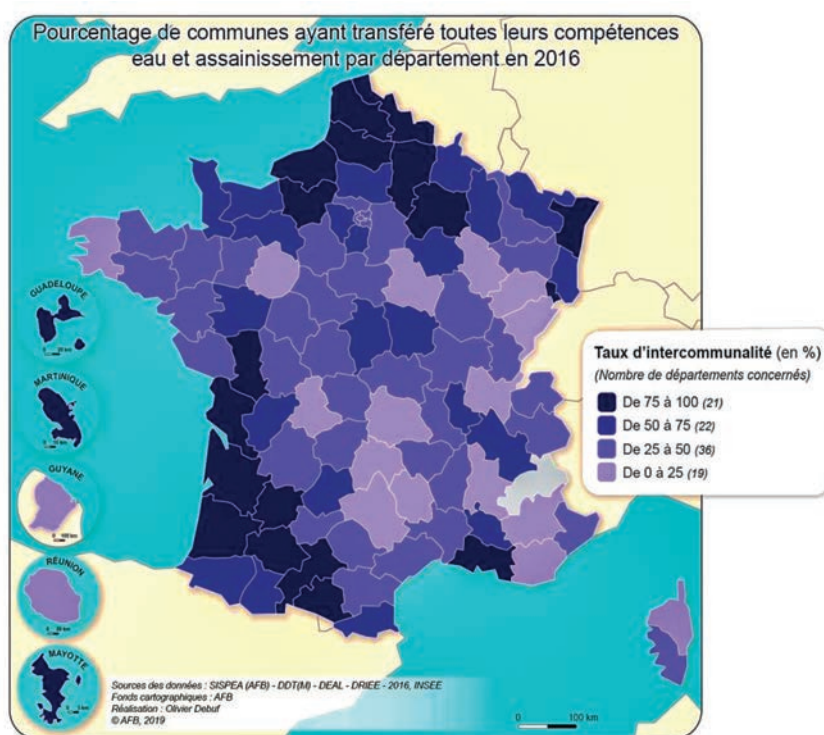 Pourcentage de communes ayant transféré toutes leurs compétences
eau et assainissement par département en 2016
GUADELOUPE
MARTINIQUE
GUYANE
RÉUNION
MAYOTTE
Taux d'intercommunalité (en %)
(Nombre de départements concernés)
De 75 à 100 (21)
De 50 à 75 (22)
De 25 à 50 (36)
De 0 à 25 (19)
Sources des données : SISPEA (AFB) - DDT(M) - DEAL - DRIEE - 2016, INSEE
Fonds cartographiques : AFB
Réalisation : Olivier Debuf
© AFB, 2019
0 100 km